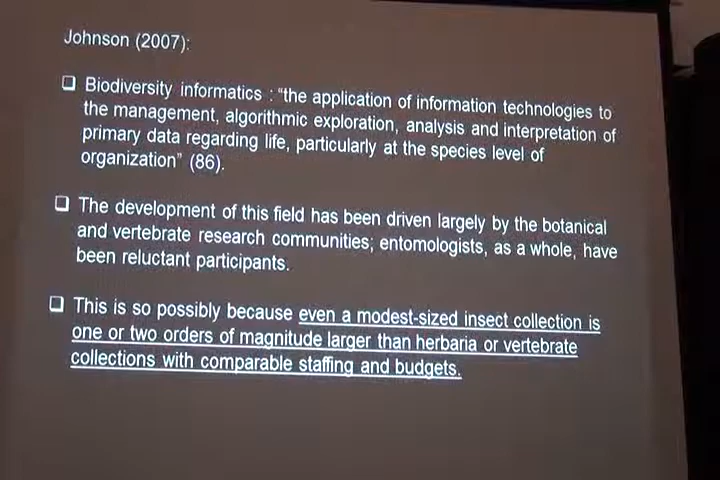 Johnson (2007):
❑ Biodiversity informatics : “the application of information technologies to
the management, algorithmic exploration, analysis and interpretation of
primary data regarding life, particularly at the species level of
organization” (86).
❑ The development of this field has been driven largely by the botanical
and vertebrate research communities; entomologists, as a whole, have
been reluctant participants.
❑ This is so possibly because even a modest-sized insect collection is
one or two orders of magnitude larger than herbaria or vertebrate
collections with comparable staffing and budgets.